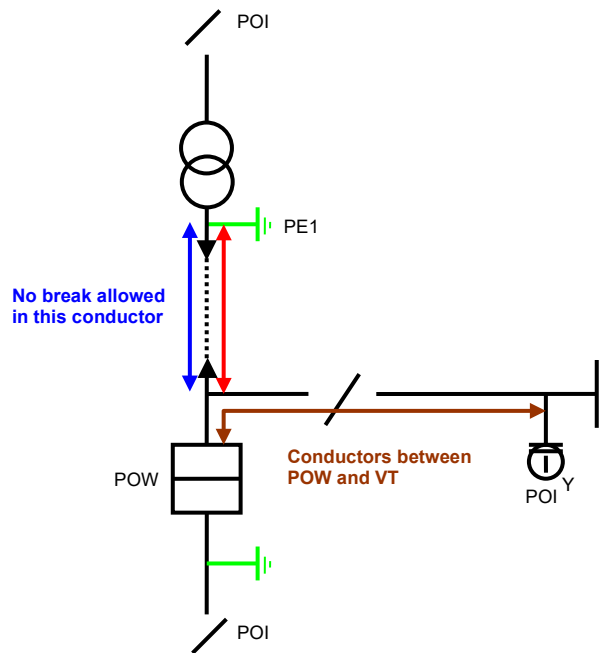 POI
PE1
No break allowed
in this conductor
Conductors between
POW and VT
POW
POI Y
POI